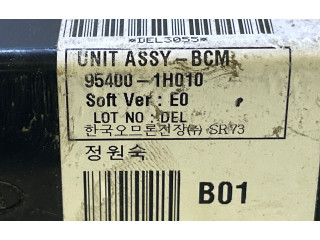 *DEL3055*
UNIT ASSY-BCM
95400-1H010
Soft Ver : E0
LOT NO : DEL
한국오므론전장㈜ SR73
정원숙
B01